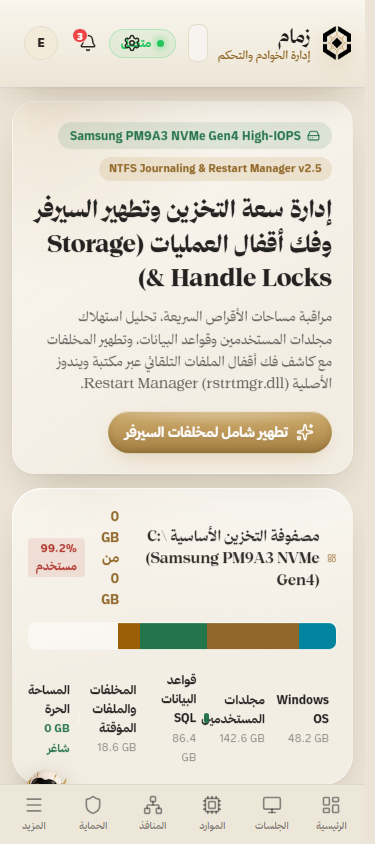 زمام
إدارة الخوادم والتحكم
3
E
Samsung PM9A3 NVMe Gen4 High-IOPS
NTFS Journaling & Restart Manager v2.5
إدارة سعة التخزين وتطهير السيرفر
وفك أقفال العمليات (Storage
& Handle Locks)
مراقبة مساحات الأقراص السريعة، تحليل استهلاك
مجلدات المستخدمين وقواعد البيانات، وتطهير المخلفات
مع كاشف فك أقفال الملفات التلقائي عبر مكتبة ويندوز
الأصلية Restart Manager (rstrtmgr.dll).
تطهير شامل لمخلفات السيرفر
مصفوفة التخزين الأساسية C:\
(Samsung PM9A3 NVMe
Gen4)
0
GB
من
0
GB
99.2%
مستخدم
Windows
OS
48.2 GB
مجلدات
المستخدمين
142.6 GB
قواعد
البيانات
SQL
86.4
GB
المخلفات
والملفات
المؤقتة
18.6 GB
المساحة
الحرة
0 GB
شاغر
الرئيسية
الجلسات
الموارد
المنافذ
الحماية
المزيد